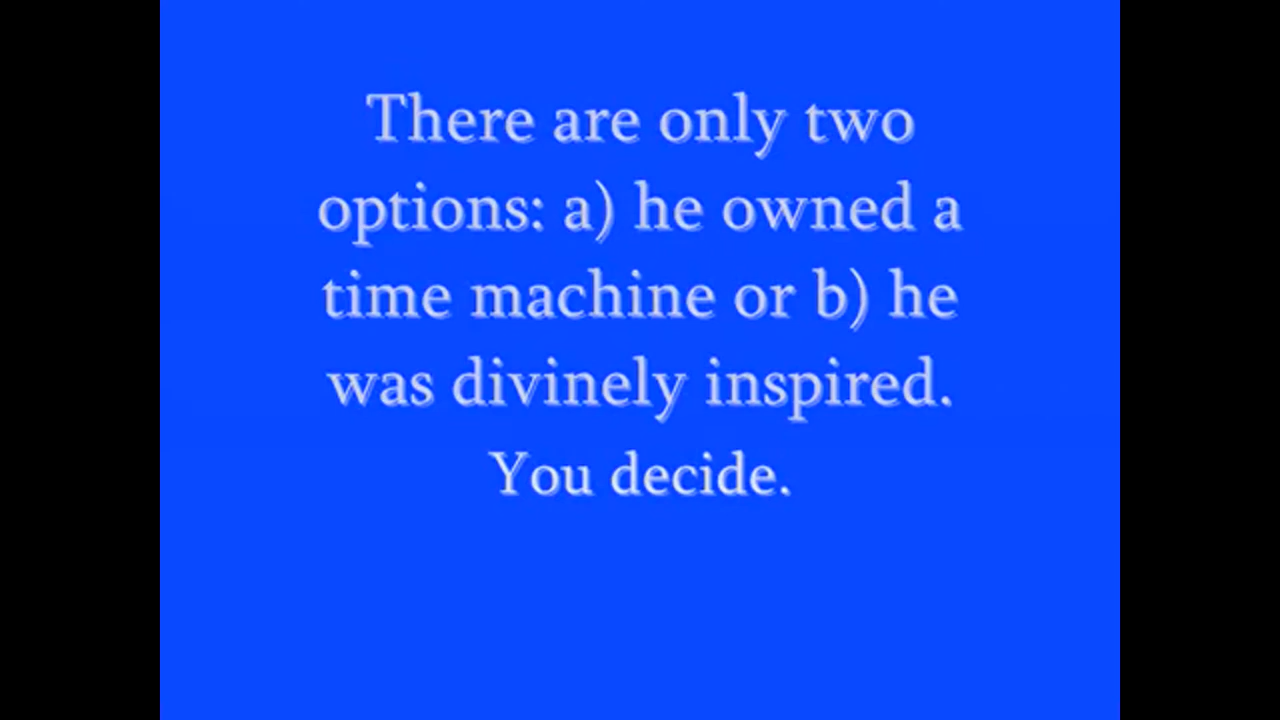 There are only two
options: a) he owned a
time machine or b) he
was divinely inspired.
You decide.